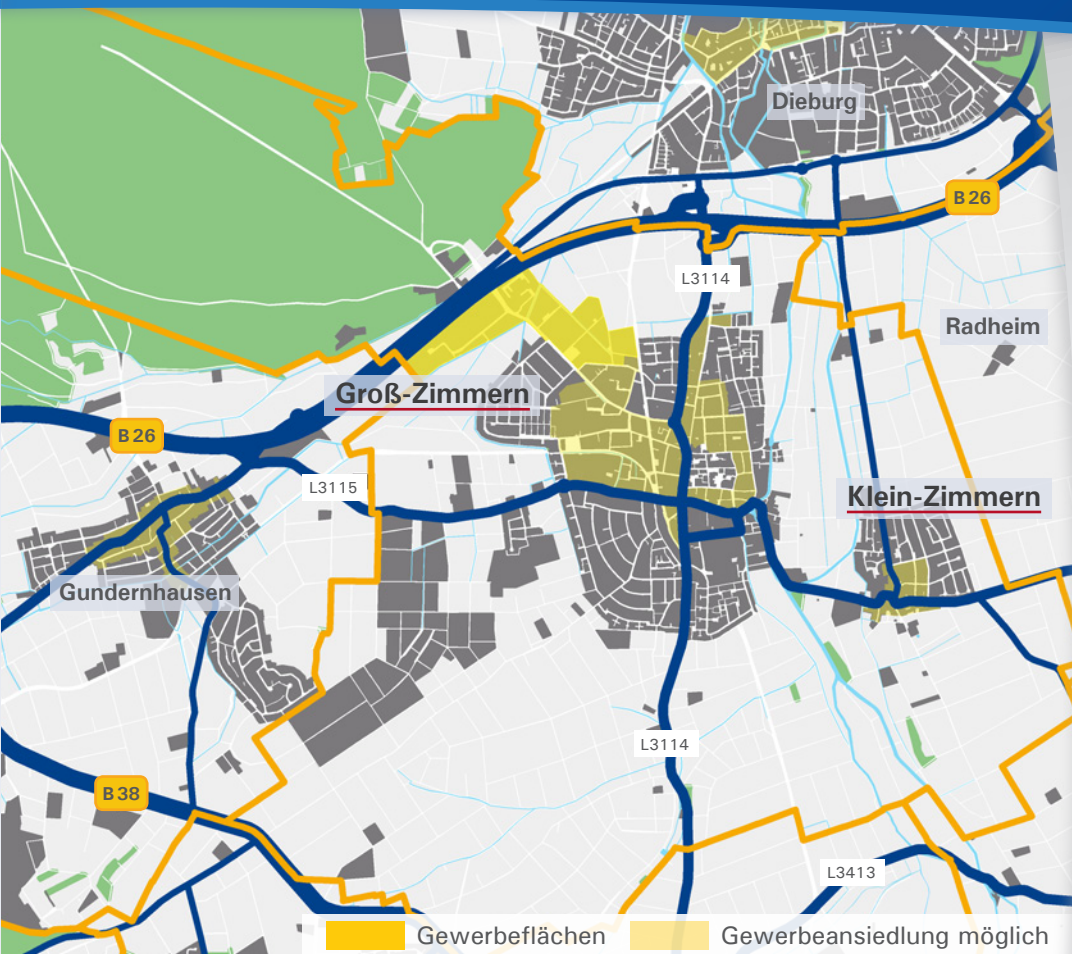 Dieburg
B 26
L3114
Radheim
Groß-Zimmern
B 26
L3115
Klein-Zimmern
Gundernhausen
L3114
B 38
L3413
Gewerbeflächen
Gewerbeansiedlung möglich